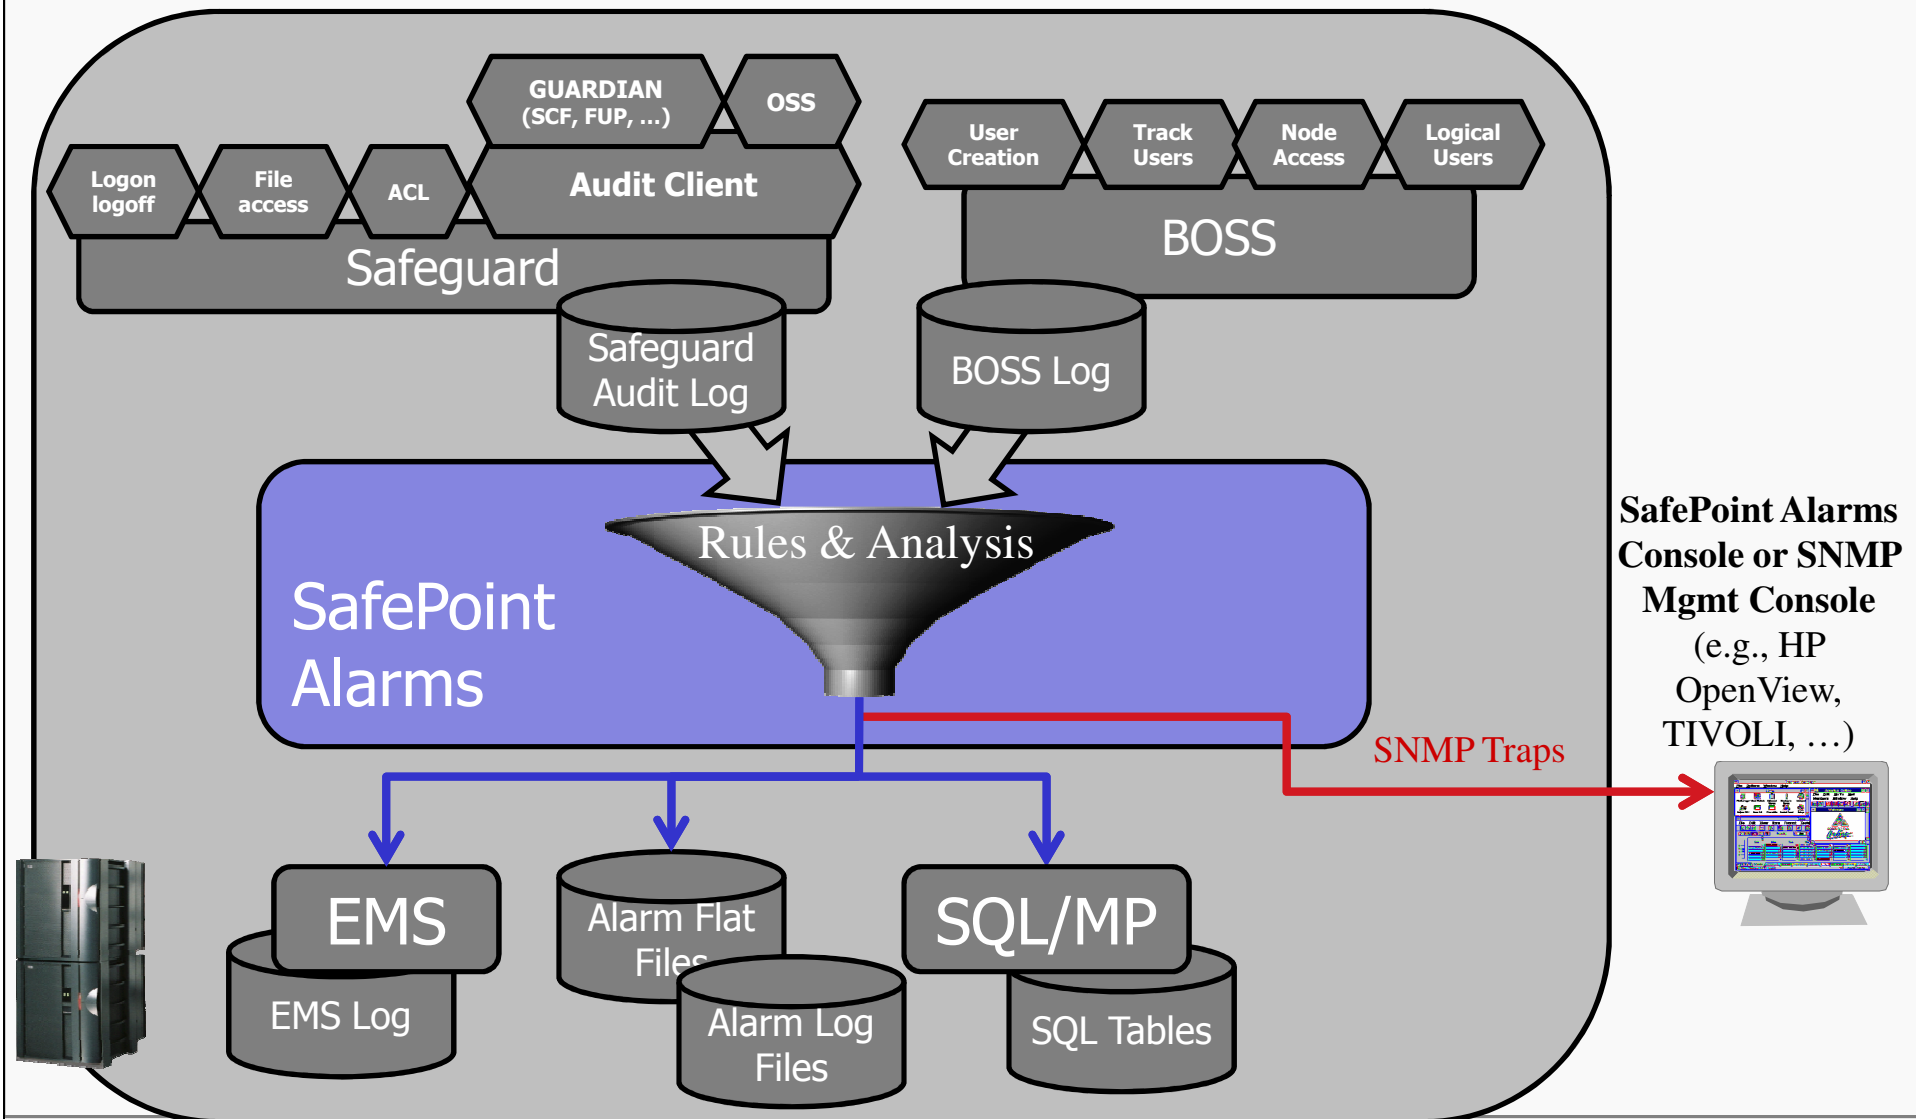 GUARDIAN
(SCF, FUP, ...)
OSS
Logon
logoff
File
access
ACL
Audit Client
Safeguard
User
Creation
Track
Users
Node
Access
Logical
Users
BOSS
Safeguard
Audit Log
BOSS Log
Rules & Analysis
SafePoint
Alarms
SNMP Traps
SafePoint Alarms
Console or SNMP
Mgmt Console
(e.g., HP
OpenView,
TIVOLI, …)
EMS
EMS Log
Alarm Flat
Files
Alarm Log
Files
SQL/MP
SQL Tables